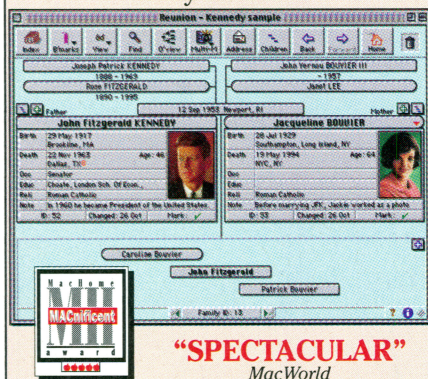 Reunion - Kennedy sample
Index B'marks View Find O'view Multi-M Address Children Back Forward Home
Joseph Patrick KENNEDY
1888 - 1969
Rose FITZGERALD
1890 - 1995
John Vernou BOUVIER III
- 1957
Janet LEE
Father
12 Sep 1953 Newport, RI
Mother
John Fitzgerald KENNEDY
Birth 29 May 1917
Brookline, MA
Death 22 Nov 1963 Age: 46
Dallas, TX
Occ Senator
Educ Choate, London Sch. Of Econ.,
Reli Roman Catholic
Note In 1960 he became President of the United States
ID: 52 Changed: 26 Oct Mark:
Jacqueline BOUVIER
Birth 28 Jul 1929
Southampton, Long Island, NY
Death 19 May 1994 Age: 64
NYC, NY
Occ
Educ
Reli Roman Catholic
Note Before marrying JFK, Jackie worked as a photo
ID: 53 Changed: 26 Oct Mark:
Caroline Bouvier
John Fitzgerald
Patrick Bouvier
Family ID: 13
?
MacHome
MACnificent
award
"SPECTACULAR"
MacWorld